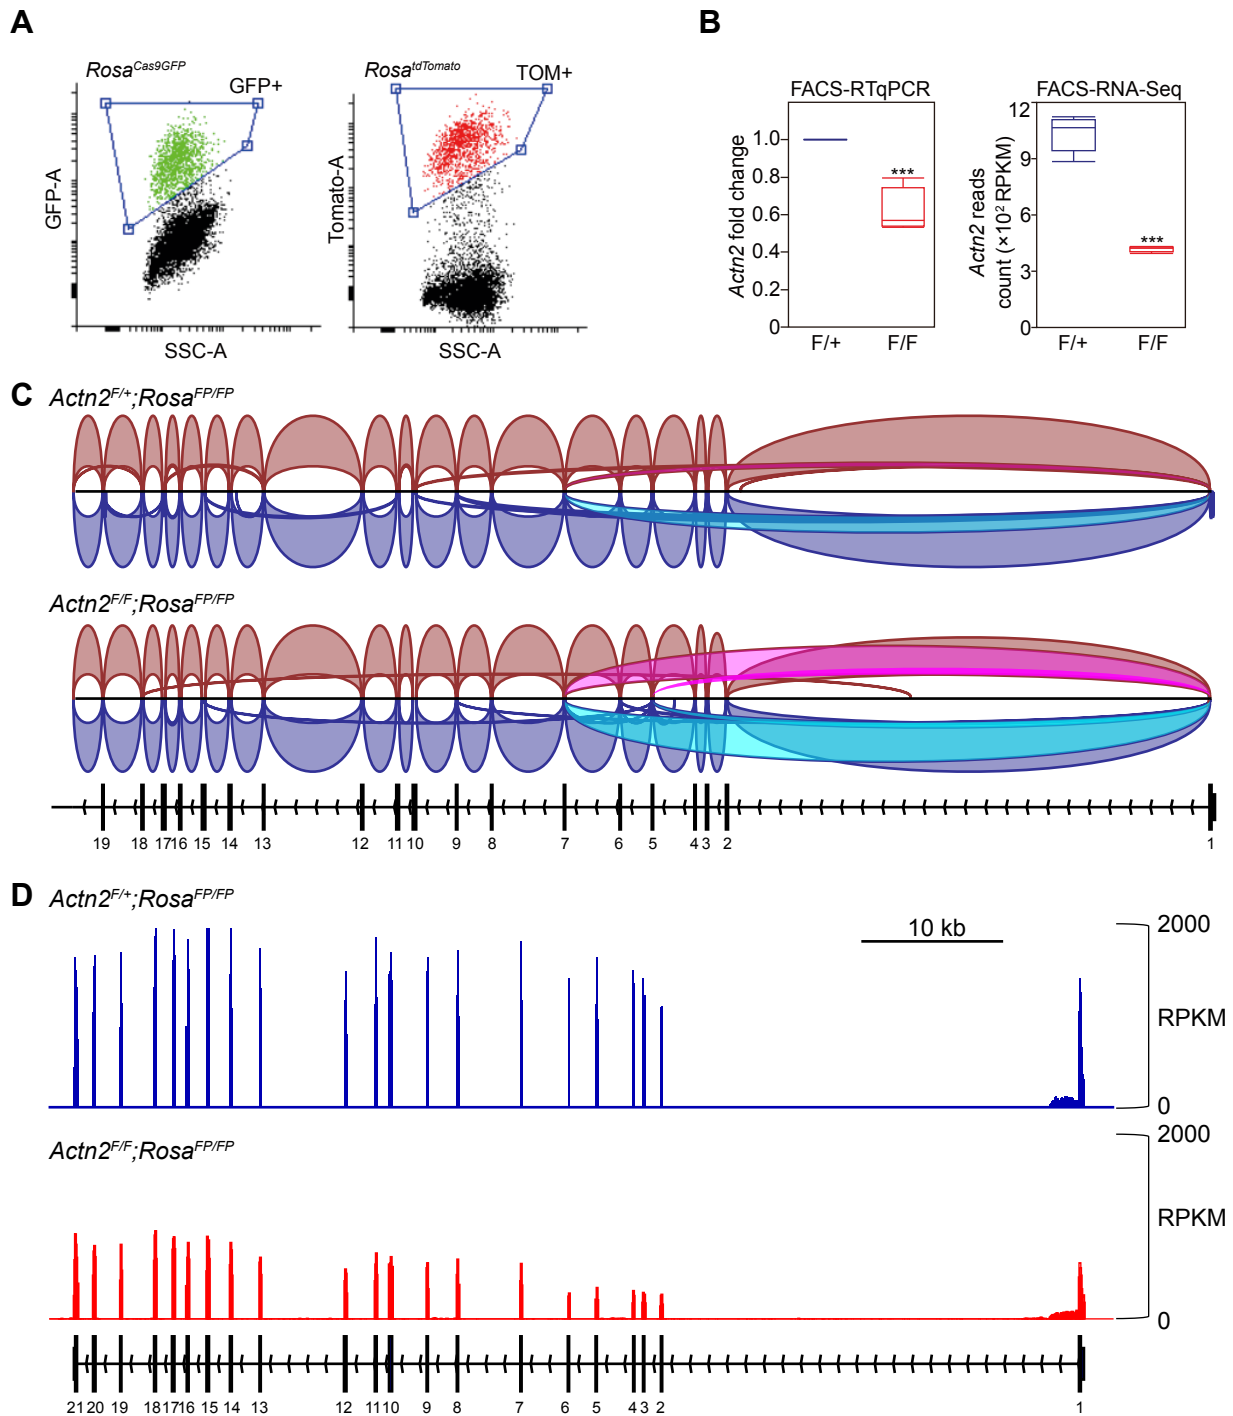 A
B
Rosa^Cas9GFP
GFP+
GFP-A
SSC-A
Rosa^tdTomato
TOM+
Tomato-A
SSC-A
FACS-RTqPCR
Actn2 fold change
1.0
0.8
0.6
0.4
0.2
0
***
F/+ F/F
FACS-RNA-Seq
Actn2 reads
count (×10² RPKM)
12
9
6
3
0
***
F/+ F/F
C
Actn2^F/+;Rosa^FP/FP
Actn2^F/F;Rosa^FP/FP
19 18 17 16 15 14 13 12 11 10 9 8 7 6 5 4 3 2 1
D
Actn2^F/+;Rosa^FP/FP
10 kb
2000
RPKM
0
Actn2^F/F;Rosa^FP/FP
2000
RPKM
0
21 20 19 18 17 16 15 14 13 12 11 10 9 8 7 6 5 4 3 2 1